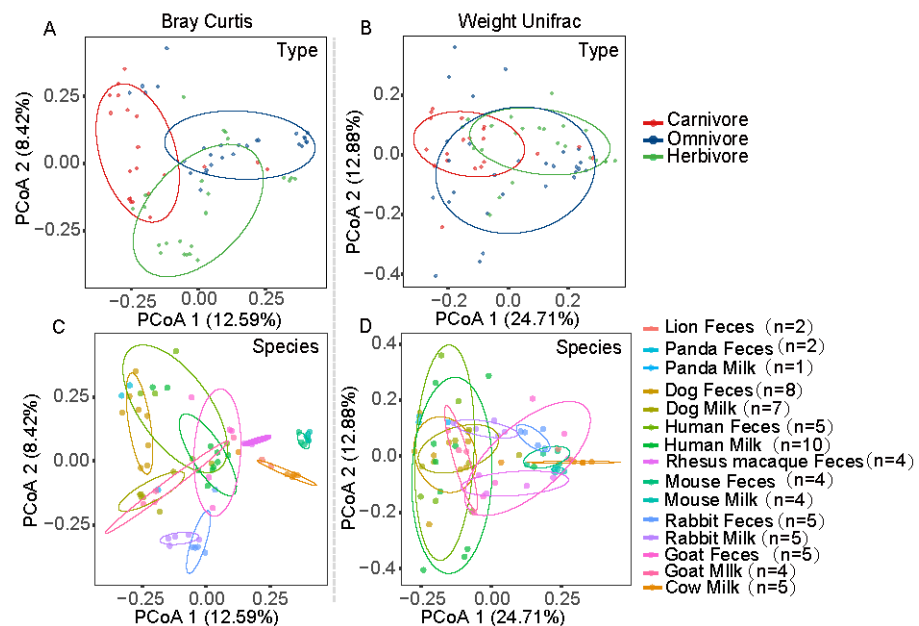 Bray Curtis
Weight Unifrac
A
Type
0.25
0.00
−0.25
−0.25
0.00
0.25
PCoA 2 (8.42%)
PCoA 1 (12.59%)
B
Type
0.2
0.0
−0.2
−0.4
−0.2
0.0
0.2
PCoA 2 (12.88%)
PCoA 1 (24.71%)
Carnivore
Omnivore
Herbivore
C
Species
0.25
0.00
−0.25
−0.25
0.00
0.25
PCoA 2 (8.42%)
PCoA 1 (12.59%)
D
Species
0.4
0.2
0.0
−0.2
−0.4
−0.25
0.00
0.25
PCoA 2 (12.88%)
PCoA 1 (24.71%)
Lion Feces (n=2)
Panda Feces (n=2)
Panda Milk (n=1)
Dog Feces (n=8)
Dog Milk (n=7)
Human Feces (n=5)
Human Milk (n=10)
Rhesus macaque Feces (n=4)
Mouse Feces (n=4)
Mouse Milk (n=4)
Rabbit Feces (n=5)
Rabbit Milk (n=5)
Goat Feces (n=5)
Goat MIlk (n=4)
Cow Milk (n=5)